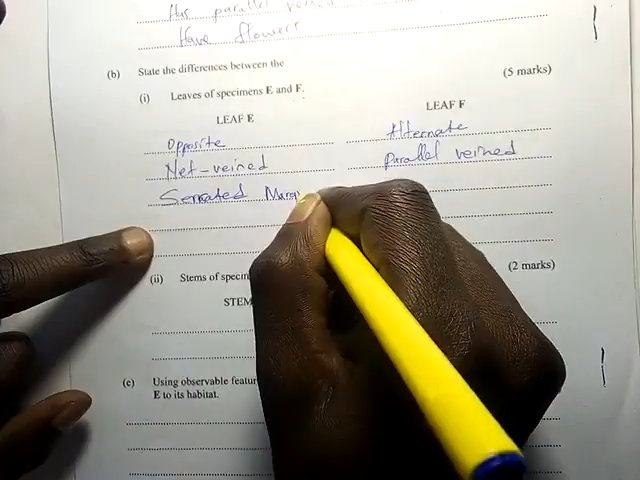 Has parallel veined
Have flowers
(b) State the differences between the
(5 marks)
(i) Leaves of specimens E and F.
LEAF E
LEAF F
Opposite
Alternate
Net-veined
Parallel veined
Serrated Marg
(ii) Stems of specim
(2 marks)
STEM
(c) Using observable featur
E to its habitat.